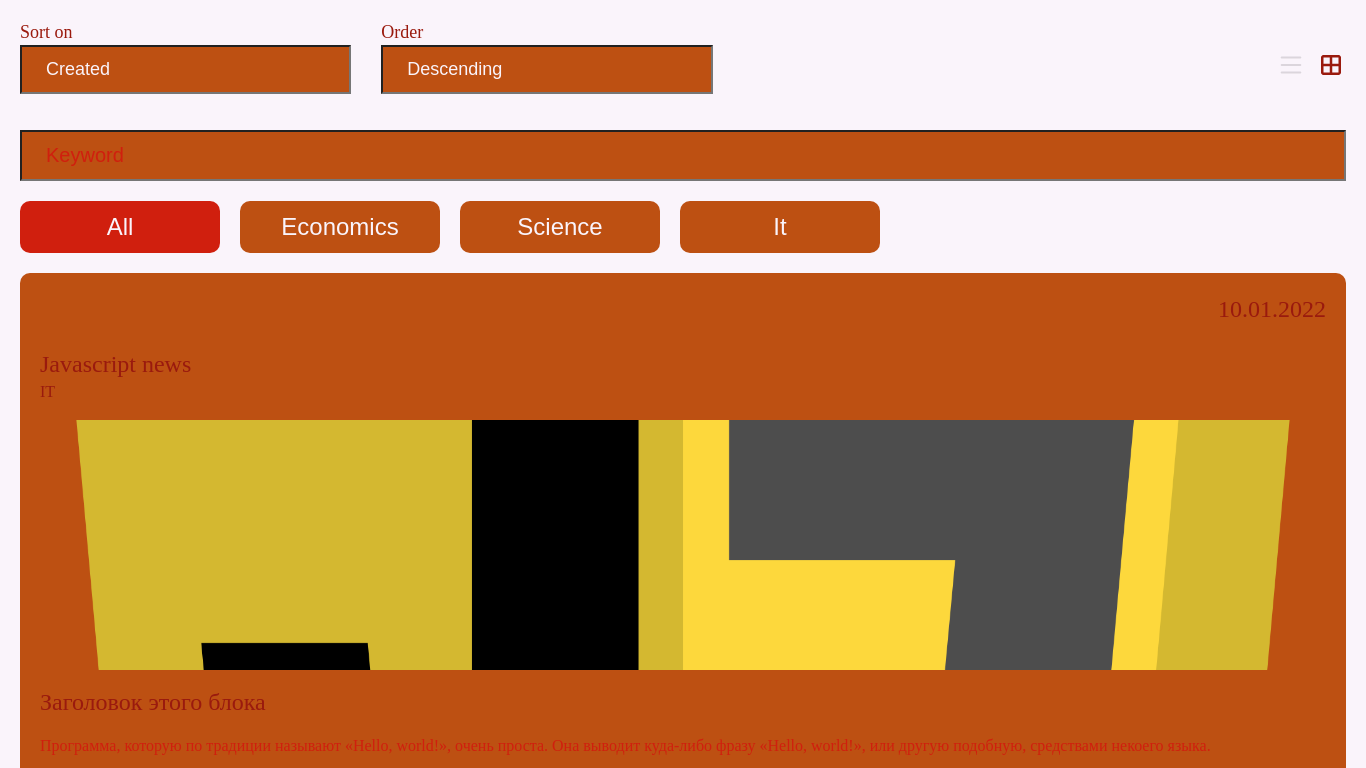 Sort on
Order
Created
Descending
Keyword
All
Economics
Science
It
10.01.2022
Javascript news
IT
Заголовок этого блока
Программа, которую по традиции называют «Hello, world!», очень проста. Она выводит куда-либо фразу «Hello, world!», или другую подобную, средствами некоего языка.